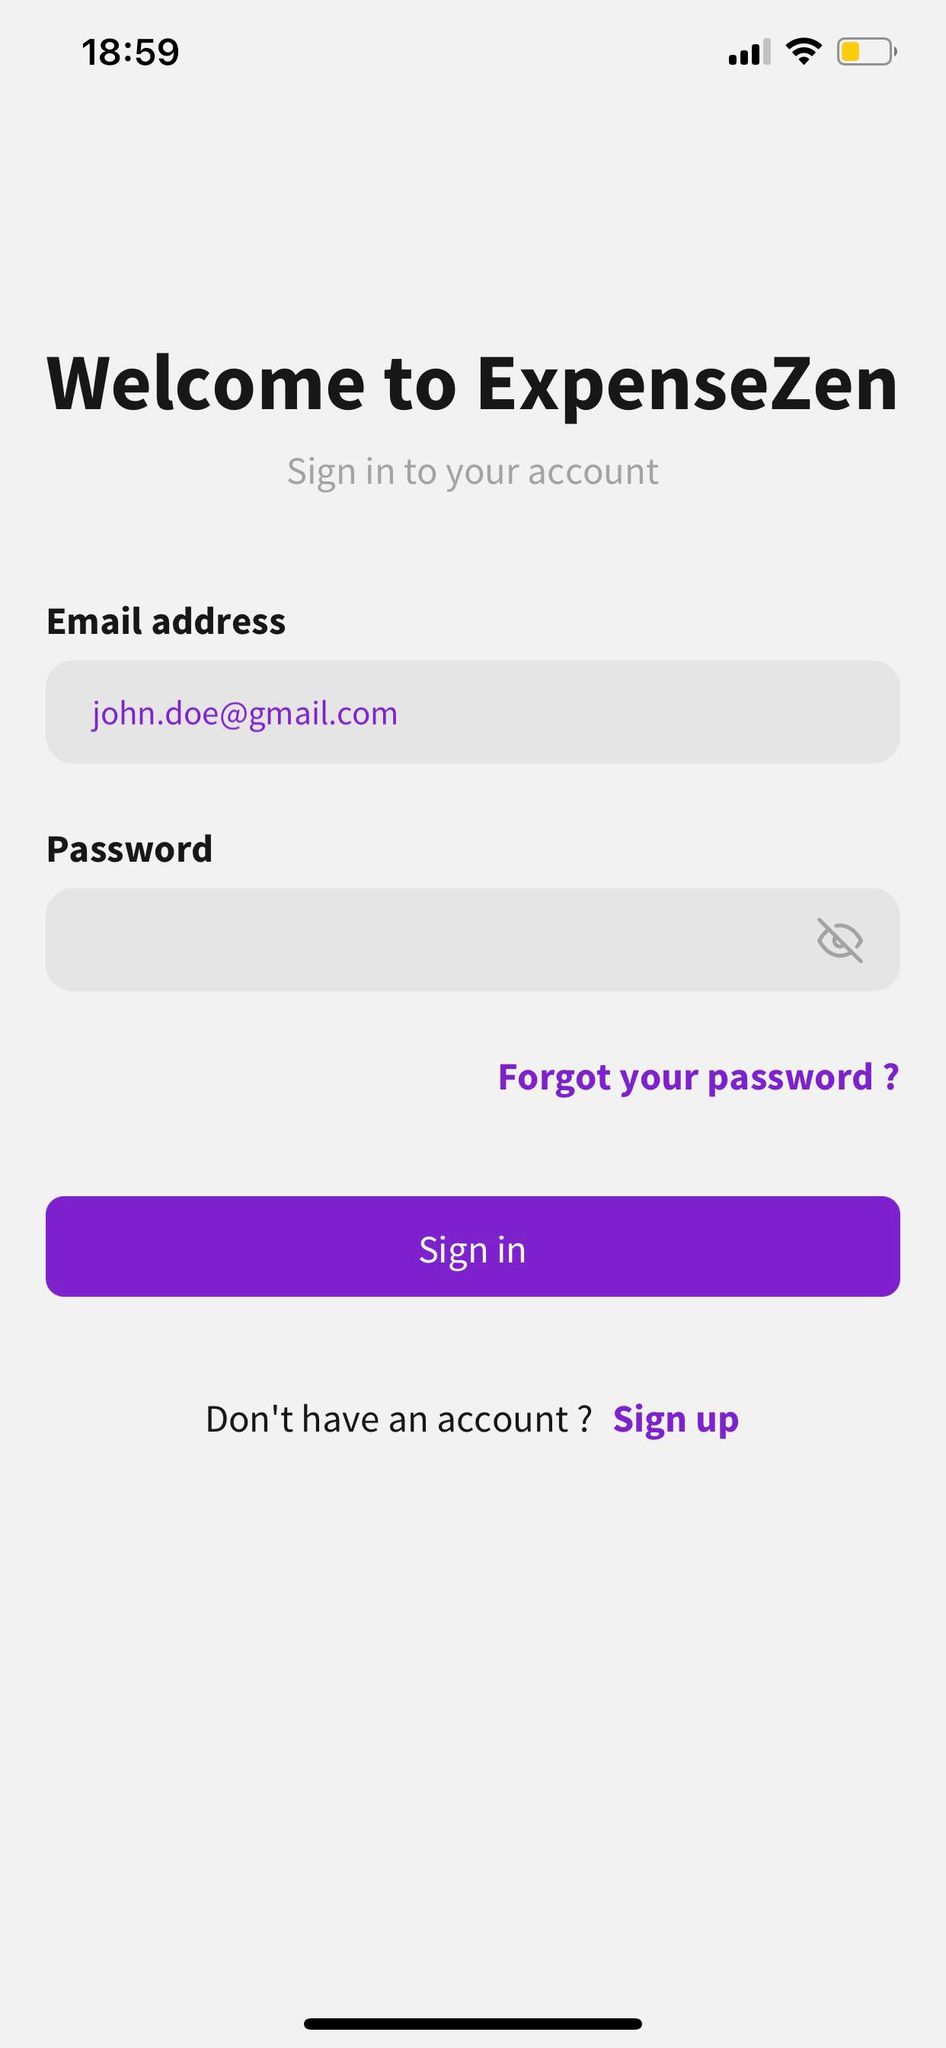 18:59
Welcome to ExpenseZen
Sign in to your account
Email address
john.doe@gmail.com
Password
Forgot your password ?
Sign in
Don't have an account ? Sign up